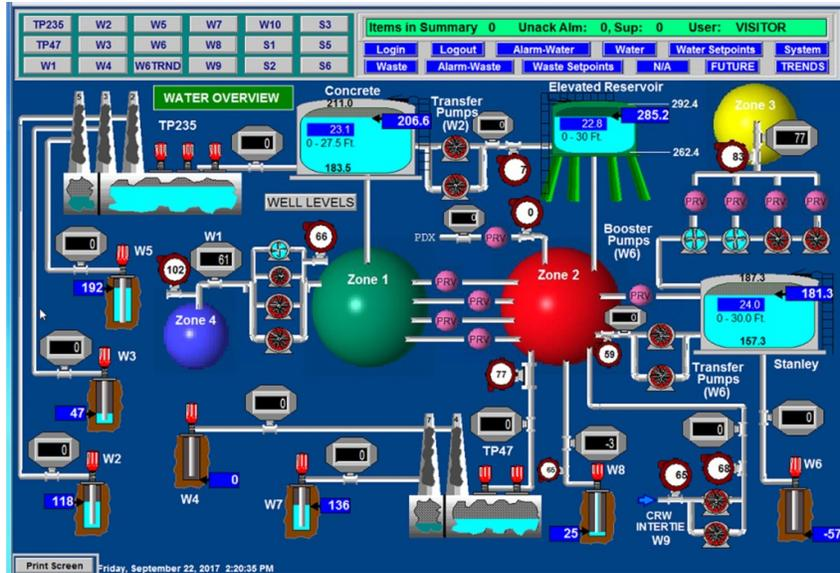 TP235 W2 W5 W7 W10 S3
TP47 W3 W6 W8 S1 S5
W1 W4 W6TRND W9 S2 S6
Items in Summary 0 Unack Alm: 0, Sup: 0 User: VISITOR
Login Logout Alarm-Water Water Water Setpoints System
Waste Alarm-Waste Waste Setpoints N/A FUTURE TRENDS
WATER OVERVIEW
Concrete
211.0
206.6
23.1
0 - 27.5 Ft.
183.5
Transfer
Pumps
(W2)
0
7
Elevated Reservoir
292.4
285.2
22.8
0 - 30 Ft.
262.4
Zone 3
77
83
5 3 2
TP235
0
WELL LEVELS
PDX
0
PRV
0
PRV PRV PRV PRV
Booster
Pumps
(W6)
W1
61
102
66
Zone 4
Zone 1
PRV
PRV
PRV
PRV
Zone 2
PRV
187.3
181.3
24.0
0 - 30.0 Ft.
157.3
Stanley
0
59
Transfer
Pumps
(W6)
0
W5
192
0
W3
47
0
W2
118
0
W4
0
0
W7
136
77
TP47
0
-3
65
W8
25
0
65
68
CRW
INTERTIE
W9
0
W6
-57
Print Screen
Friday, September 22, 2017 2:20:35 PM